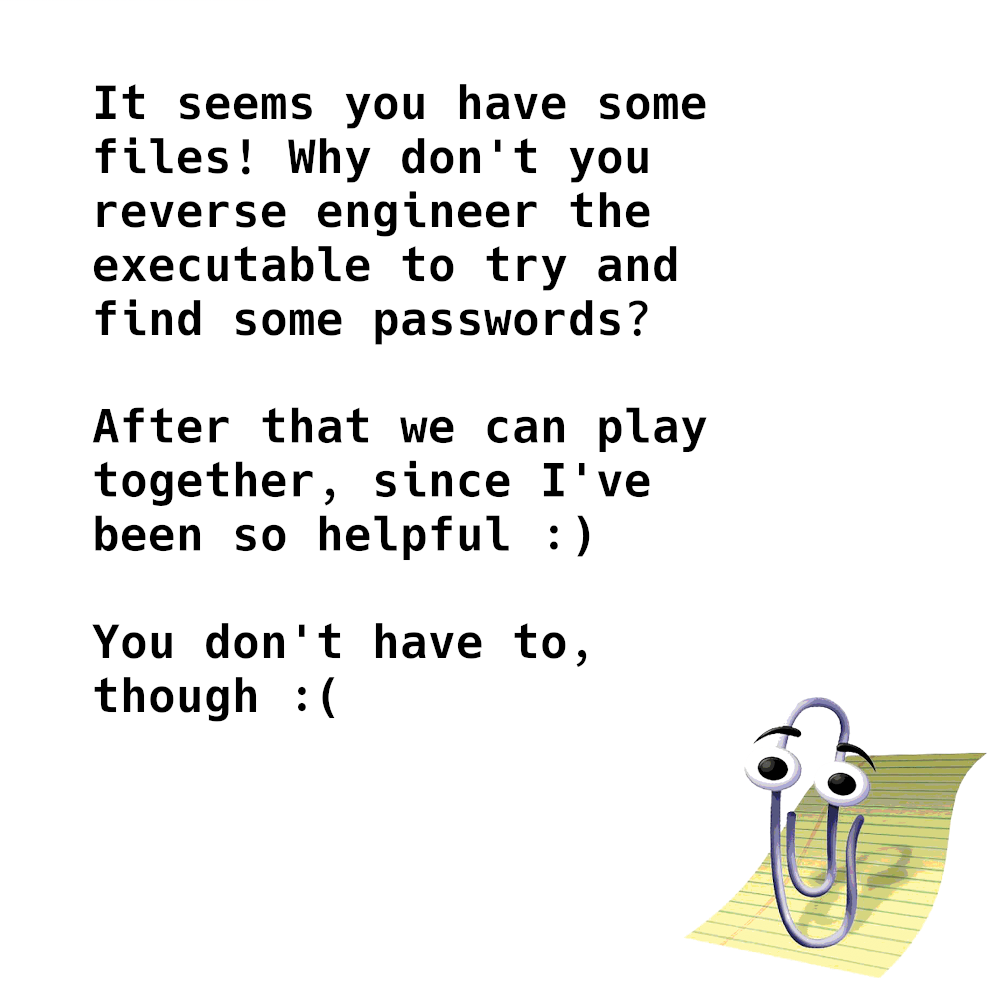 It seems you have some
files! Why don't you
reverse engineer the
executable to try and
find some passwords?
After that we can play
together, since I've
been so helpful :)
You don't have to,
though :(